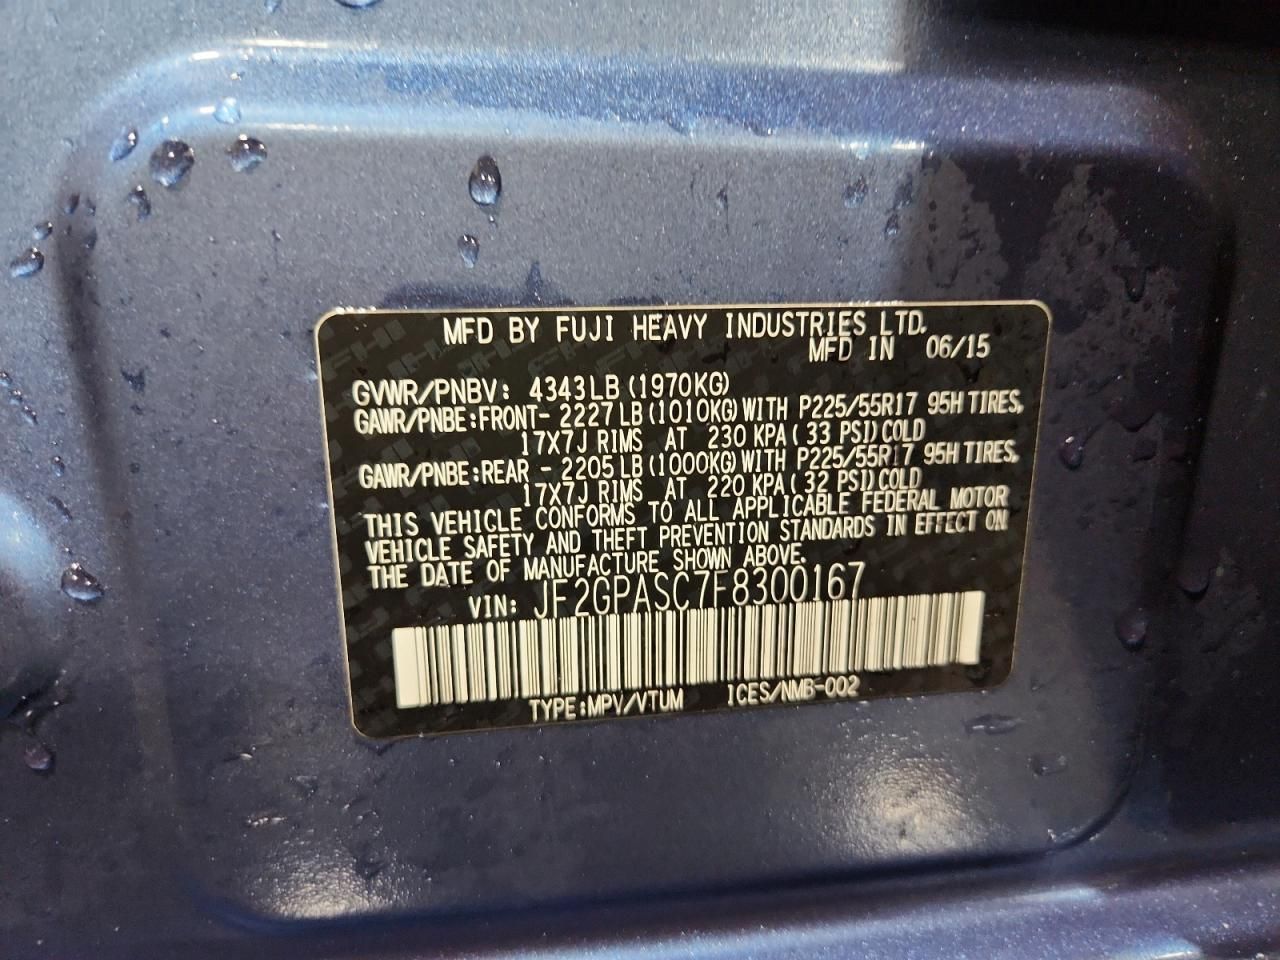 MFD BY FUJI HEAVY INDUSTRIES LTD.
MFD IN 06/15
GVWR/PNBV: 4343LB (1970KG)
GAWR/PNBE:FRONT- 2227LB (1010KG) WITH P225/55R17 95H TIRES,
17X7J RIMS AT 230 KPA (33 PSI) COLD
GAWR/PNBE:REAR - 2205LB (1000KG) WITH P225/55R17 95H TIRES,
17X7J RIMS AT 220 KPA (32 PSI) COLD
THIS VEHICLE CONFORMS TO ALL APPLICABLE FEDERAL MOTOR
VEHICLE SAFETY AND THEFT PREVENTION STANDARDS IN EFFECT ON
THE DATE OF MANUFACTURE SHOWN ABOVE.
VIN: JF2GPASC7F8300167
TYPE:MPV/VTUM ICES/NMB-002